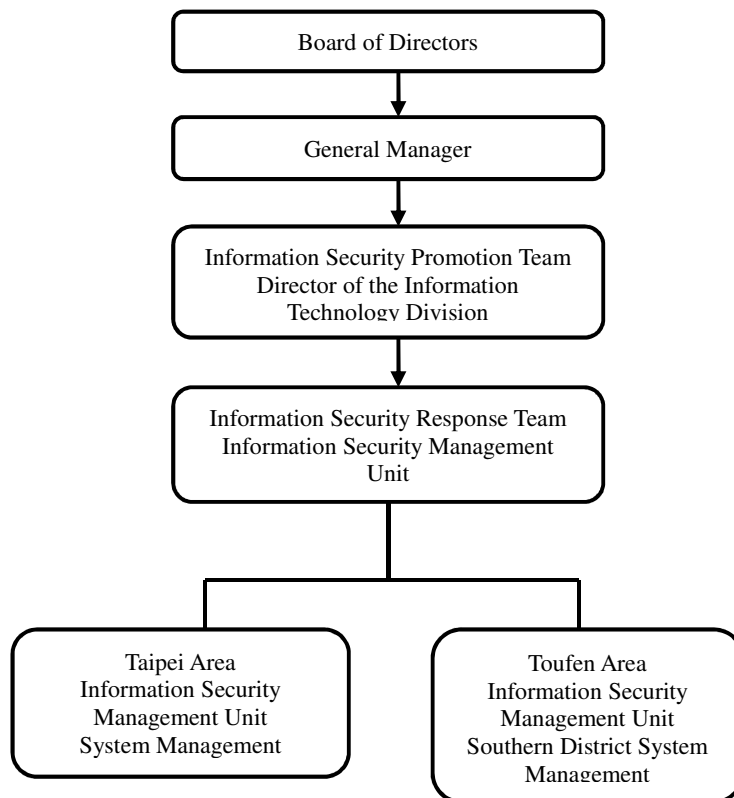 Board of Directors
General Manager
Information Security Promotion Team
Director of the Information
Technology Division
Information Security Response Team
Information Security Management
Unit
Taipei Area
Information Security
Management Unit
System Management
Toufen Area
Information Security
Management Unit
Southern District System
Management